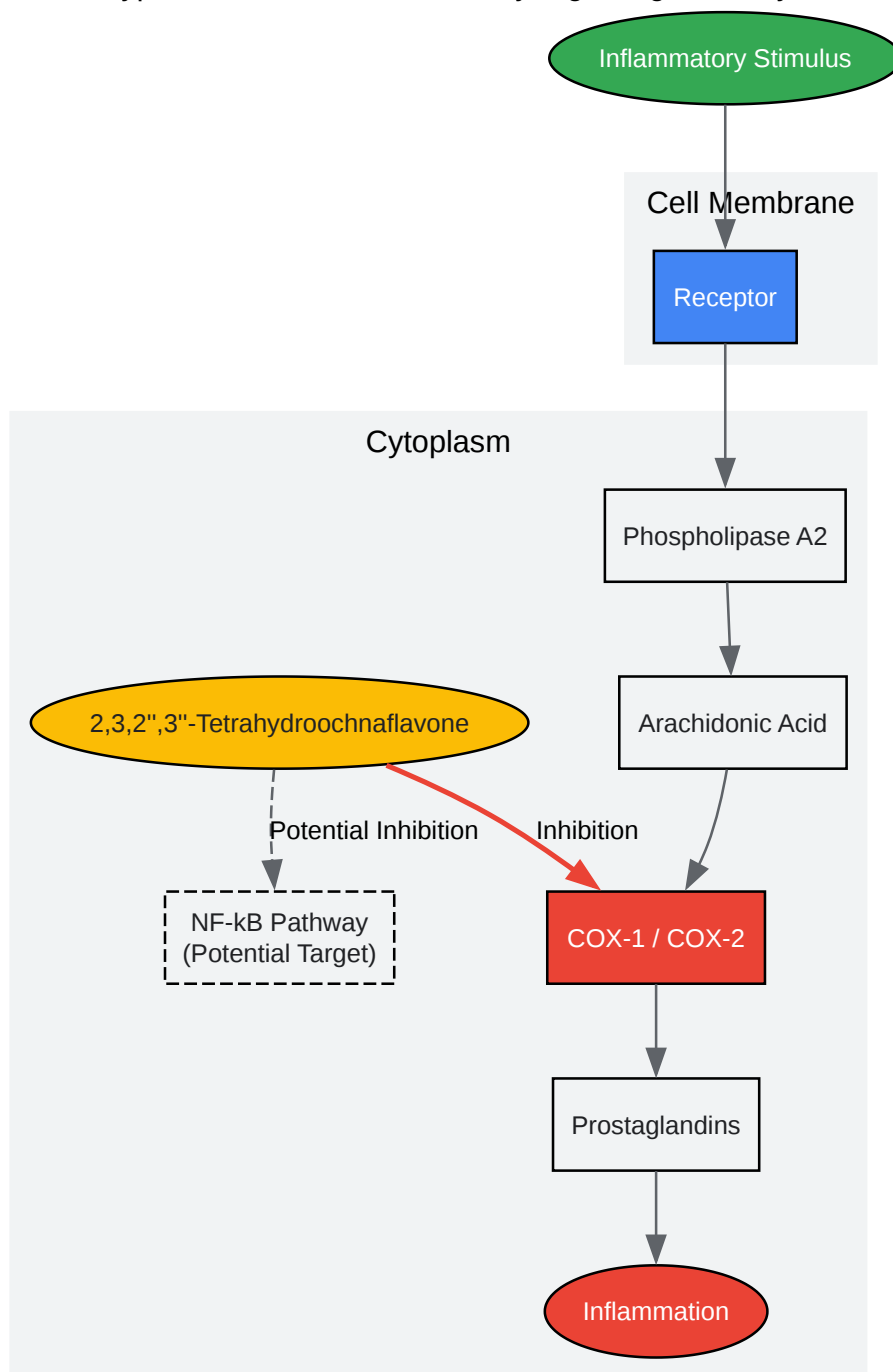 Inflammatory Stimulus
Cell Membrane
Receptor
Cytoplasm
Phospholipase A2
2,3,2'',3''-Tetrahydroochnaflavone
Arachidonic Acid
Potential Inhibition
Inhibition
NF-kB Pathway
(Potential Target)
COX-1 / COX-2
Prostaglandins
Inflammation